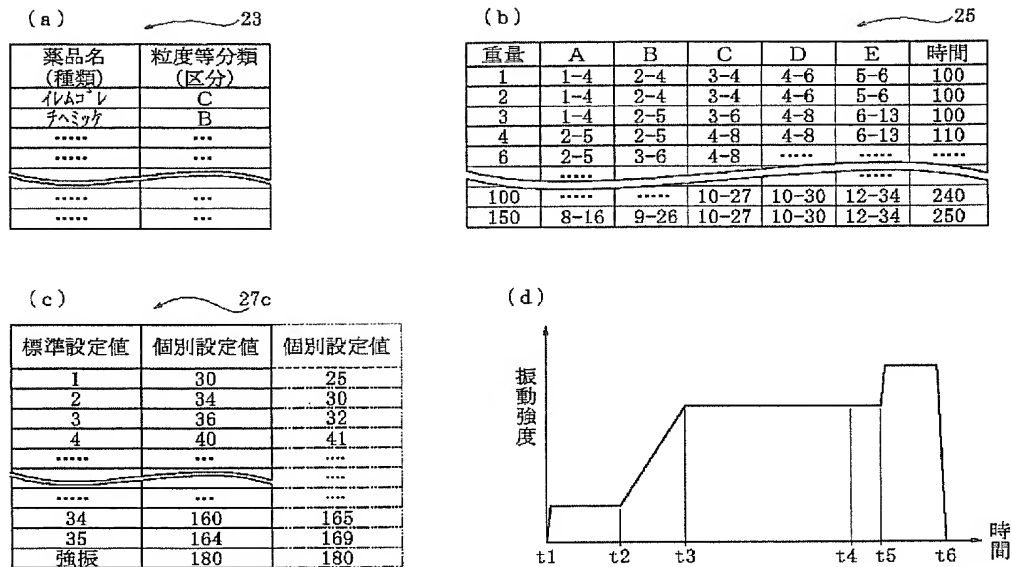 (a)
23
薬品名 粒度等分類
(種類) (区分)
イレムゴレ C
チヘミッケ B
..... ...
..... ...
..... ...
..... ...
(b)
25
重量 A B C D E 時間
1 1-4 2-4 3-4 4-6 5-6 100
2 1-4 2-4 3-4 4-6 5-6 100
3 1-4 2-5 3-6 4-8 6-13 100
4 2-5 2-5 4-8 4-8 6-13 110
6 2-5 3-6 4-8 ..... ..... .....
..... .....
100 ..... 10-27 10-30 12-34 240
150 8-16 9-26 10-27 10-30 12-34 250
(c)
27c
標準設定値 個別設定値 個別設定値
1 30 25
2 34 30
3 36 32
4 40 41
..... ... ....
....
..... ... ....
34 160 165
35 164 169
強振 180 180
(d)
振動強度
t1 t2 t3 t4 t5 t6
時間